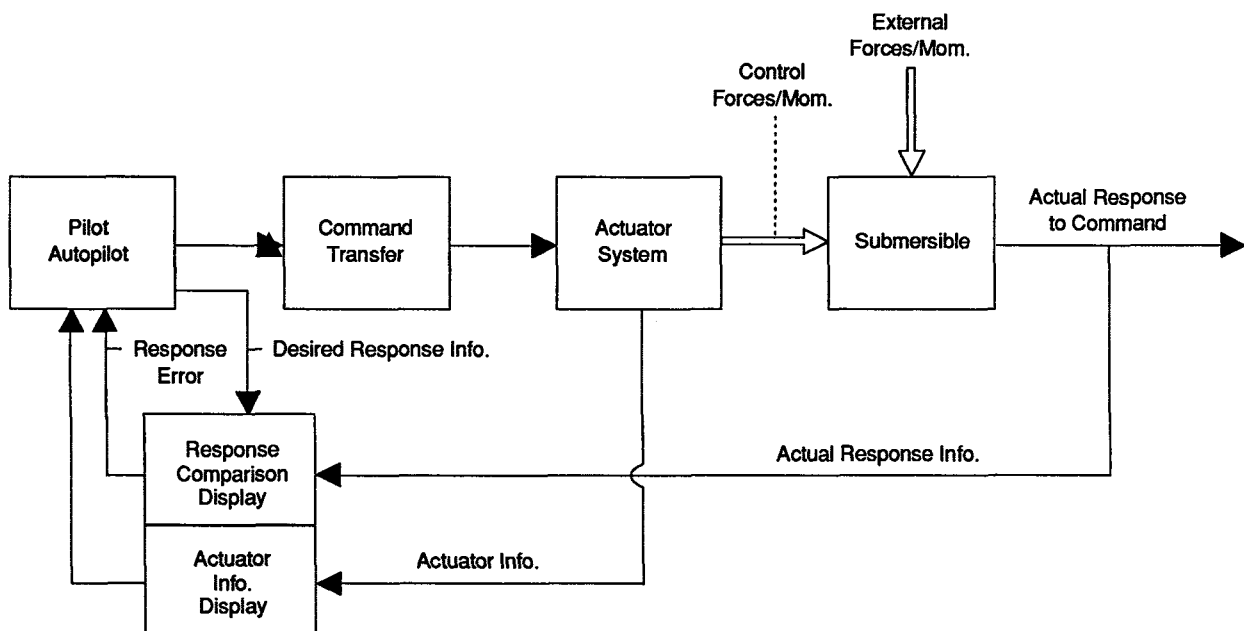 External
Forces/Mom.
Control
Forces/Mom.
Pilot
Autopilot
Command
Transfer
Actuator
System
Submersible
Actual Response
to Command
Response
Error
Desired Response Info.
Response
Comparison
Display
Actual Response Info.
Actuator
Info.
Display
Actuator Info.